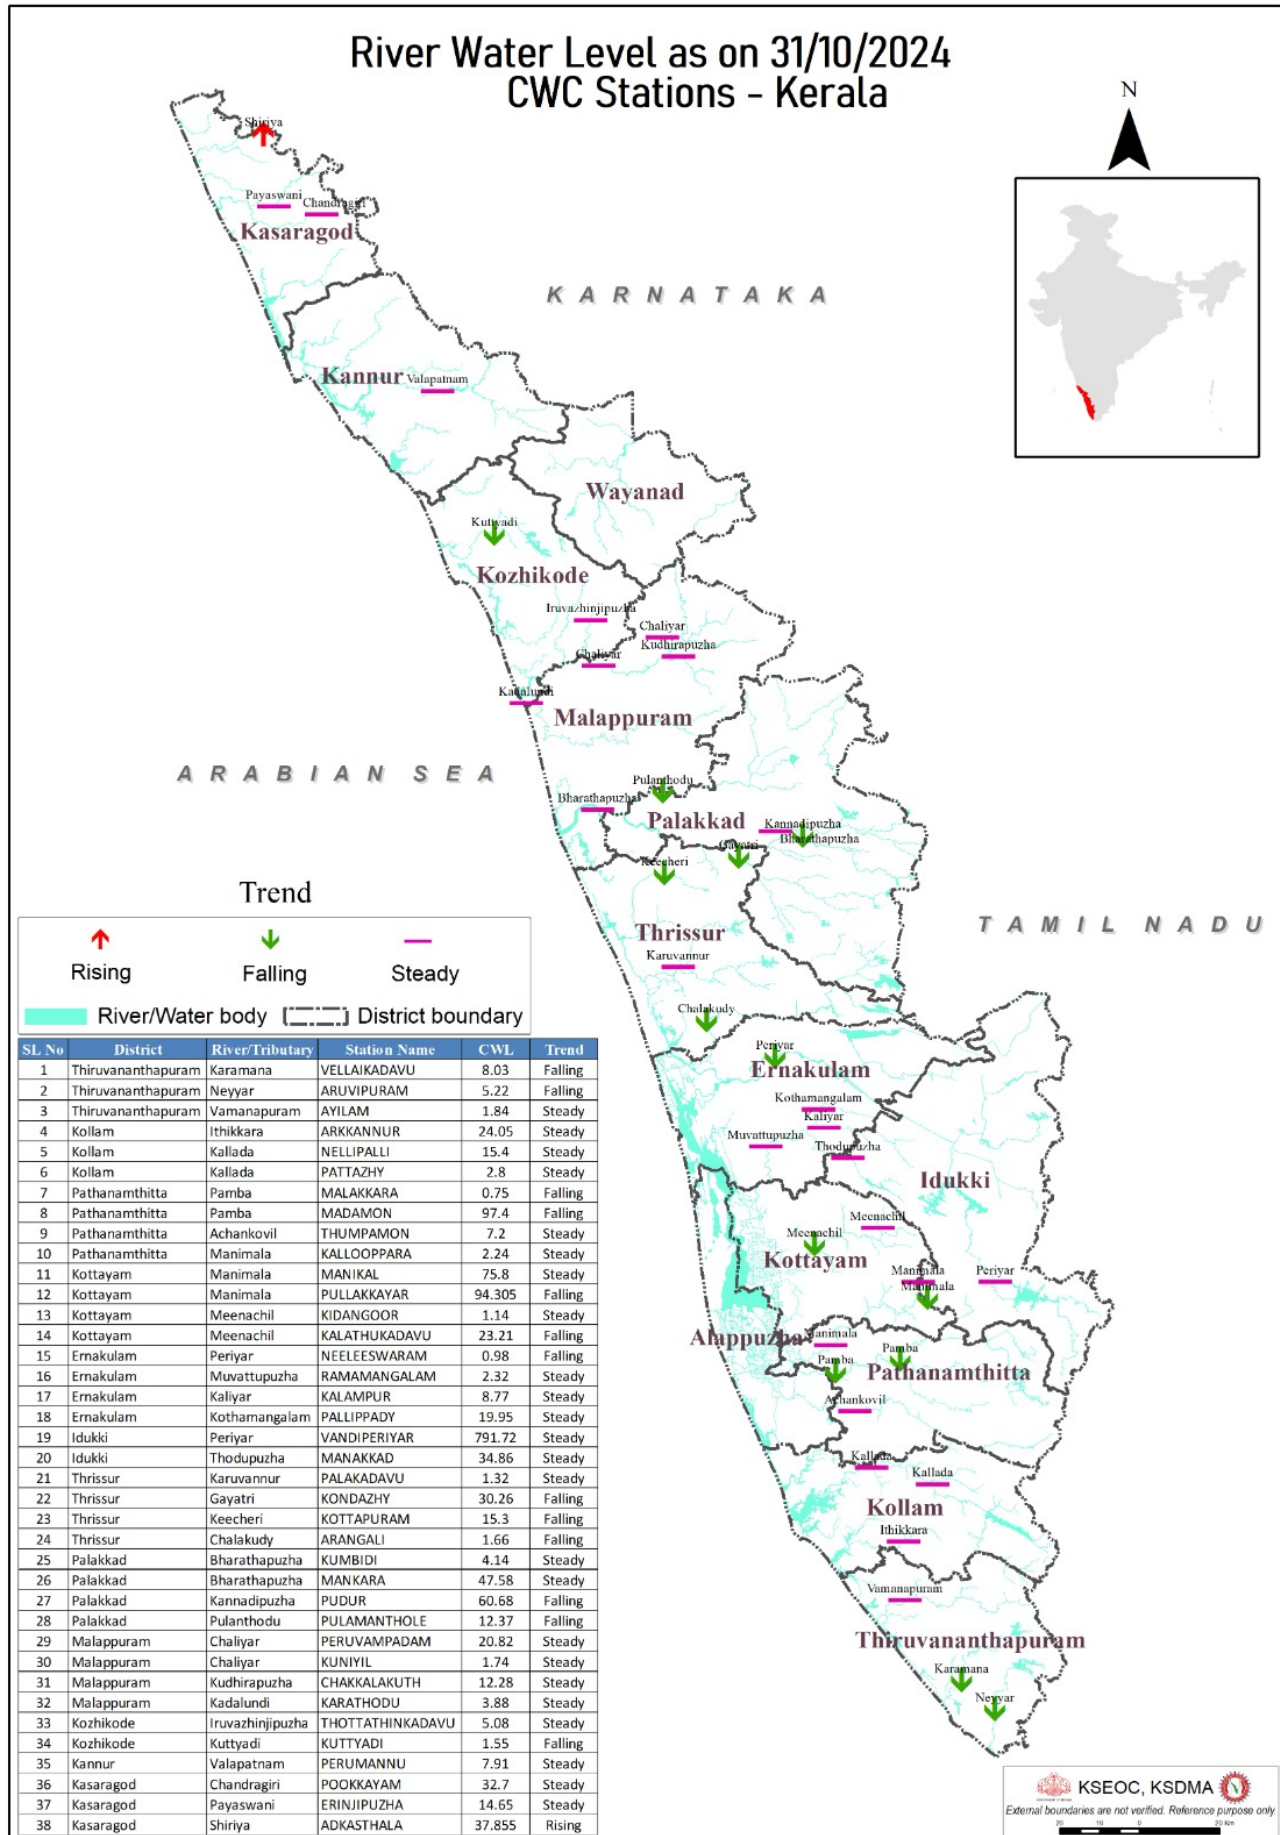 River Water Level as on 31/10/2024
CWC Stations - Kerala
N
Shiriya
Payaswani
Chandragiri
Kasaragod
KARNATAKA
Kannur
Valapatnam
Wayanad
Kuttyadi
Kozhikode
Iruvazhinjipuzha
Chaliyar
Kudhirapuzha
Chaliyar
Kadalundi
Malappuram
ARABIAN SEA
Pulanthodu
Bharathapuzha
Palakkad
Kannadipuzha
Bharathapuzha
Gayatri
Keecheri
Thrissur
TAMIL NADU
Karuvannur
Chalakudy
Periyar
Ernakulam
Kothamangalam
Kaliyar
Muvattupuzha
Thodupuzha
Idukki
Meenachil
Meenachil
Kottayam
Manimala
Periyar
Manimala
Alappuzha
Manimala
Pamba
Pamba
Pathanamthitta
Achankovil
Kallada
Kallada
Kollam
Ithikkara
Vamanapuram
Thiruvananthapuram
Karamana
Neyyar
Trend
Rising Falling Steady
River/Water body District boundary
SL No District River/Tributary Station Name CWL Trend
1 Thiruvananthapuram Karamana VELLAIKADAVU 8.03 Falling
2 Thiruvananthapuram Neyyar ARUVIPURAM 5.22 Falling
3 Thiruvananthapuram Vamanapuram AYILAM 1.84 Steady
4 Kollam Ithikkara ARKKANNUR 24.05 Steady
5 Kollam Kallada NELLIPALLI 15.4 Steady
6 Kollam Kallada PATTAZHY 2.8 Steady
7 Pathanamthitta Pamba MALAKKARA 0.75 Falling
8 Pathanamthitta Pamba MADAMON 97.4 Falling
9 Pathanamthitta Achankovil THUMPAMON 7.2 Steady
10 Pathanamthitta Manimala KALLOOPPARA 2.24 Steady
11 Kottayam Manimala MANIKAL 75.8 Steady
12 Kottayam Manimala PULLAKKAYAR 94.305 Falling
13 Kottayam Meenachil KIDANGOOR 1.14 Steady
14 Kottayam Meenachil KALATHUKADAVU 23.21 Falling
15 Ernakulam Periyar NEELEESWARAM 0.98 Falling
16 Ernakulam Muvattupuzha RAMAMANGALAM 2.32 Steady
17 Ernakulam Kaliyar KALAMPUR 8.77 Steady
18 Ernakulam Kothamangalam PALLIPPADY 19.95 Steady
19 Idukki Periyar VANDIPERIYAR 791.72 Steady
20 Idukki Thodupuzha MANAKKAD 34.86 Steady
21 Thrissur Karuvannur PALAKADAVU 1.32 Steady
22 Thrissur Gayatri KONDAZHY 30.26 Falling
23 Thrissur Keecheri KOTTAPURAM 15.3 Falling
24 Thrissur Chalakudy ARANGALI 1.66 Falling
25 Palakkad Bharathapuzha KUMBIDI 4.14 Steady
26 Palakkad Bharathapuzha MANKARA 47.58 Steady
27 Palakkad Kannadipuzha PUDUR 60.68 Falling
28 Palakkad Pulanthodu PULAMANTHOLE 12.37 Falling
29 Malappuram Chaliyar PERUVAMPADAM 20.82 Steady
30 Malappuram Chaliyar KUNIYIL 1.74 Steady
31 Malappuram Kudhirapuzha CHAKKALAKUTH 12.28 Steady
32 Malappuram Kadalundi KARATHODU 3.88 Steady
33 Kozhikode Iruvazhinjipuzha THOTTATHINKADAVU 5.08 Steady
34 Kozhikode Kuttyadi KUTTYADI 1.55 Falling
35 Kannur Valapatnam PERUMANNU 7.91 Steady
36 Kasaragod Chandragiri POOKKAYAM 32.7 Steady
37 Kasaragod Payaswani ERINJIPUZHA 14.65 Steady
38 Kasaragod Shiriya ADKASTHALA 37.855 Rising
KSEOC, KSDMA
External boundaries are not verified. Reference purpose only.
20 10 0 20 Km